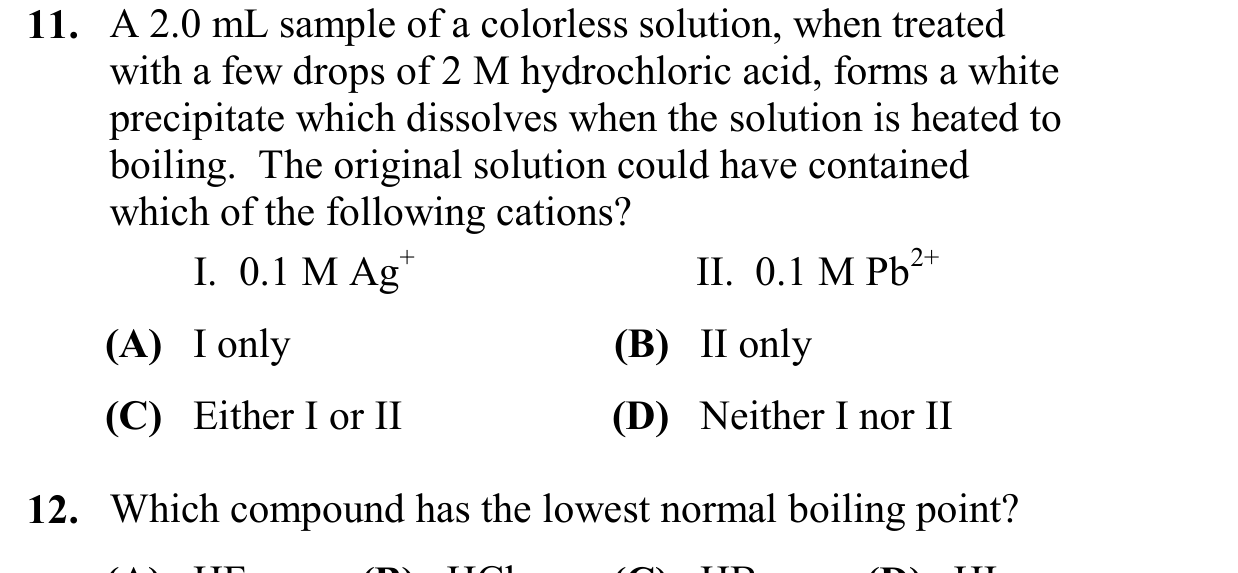 11. A 2.0 mL sample of a colorless solution, when treated
with a few drops of 2 M hydrochloric acid, forms a white
precipitate which dissolves when the solution is heated to
boiling. The original solution could have contained
which of the following cations?
I. 0.1 M Ag⁺ II. 0.1 M Pb²⁺
(A) I only (B) II only
(C) Either I or II (D) Neither I nor II
12. Which compound has the lowest normal boiling point?